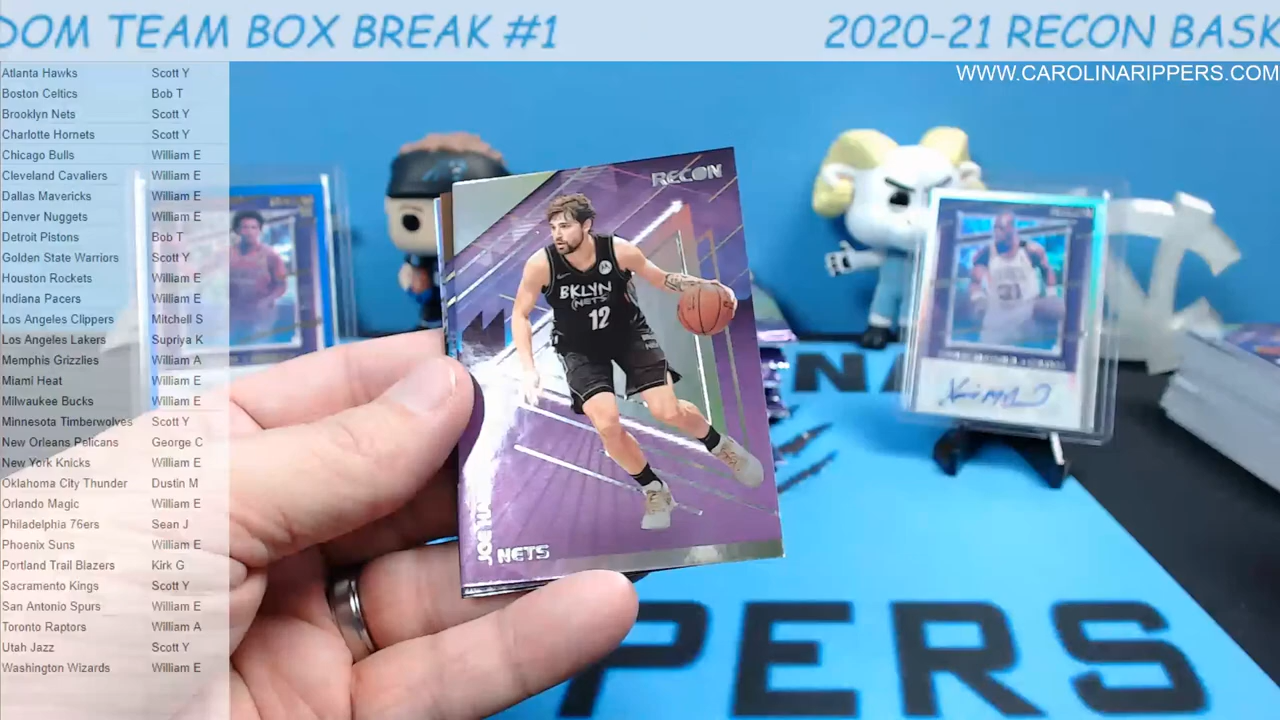 DOM TEAM BOX BREAK #1
2020-21 RECON BASK
WWW.CAROLINARIPPERS.COM
Atlanta Hawks Scott Y
Boston Celtics Bob T
Brooklyn Nets Scott Y
Charlotte Hornets Scott Y
Chicago Bulls William E
Cleveland Cavaliers William E
Dallas Mavericks William E
Denver Nuggets William E
Detroit Pistons Bob T
Golden State Warriors Scott Y
Houston Rockets William E
Indiana Pacers William E
Los Angeles Clippers Mitchell S
Los Angeles Lakers Supriya K
Memphis Grizzlies William A
Miami Heat William E
Milwaukee Bucks William E
Minnesota Timberwolves Scott Y
New Orleans Pelicans George C
New York Knicks William E
Oklahoma City Thunder Dustin M
Orlando Magic William E
Philadelphia 76ers Sean J
Phoenix Suns William E
Portland Trail Blazers Kirk G
Sacramento Kings Scott Y
San Antonio Spurs William E
Toronto Raptors William A
Utah Jazz Scott Y
Washington Wizards William E
RECON
BKLYN
NETS
12
JOE HA
NETS
PPERS